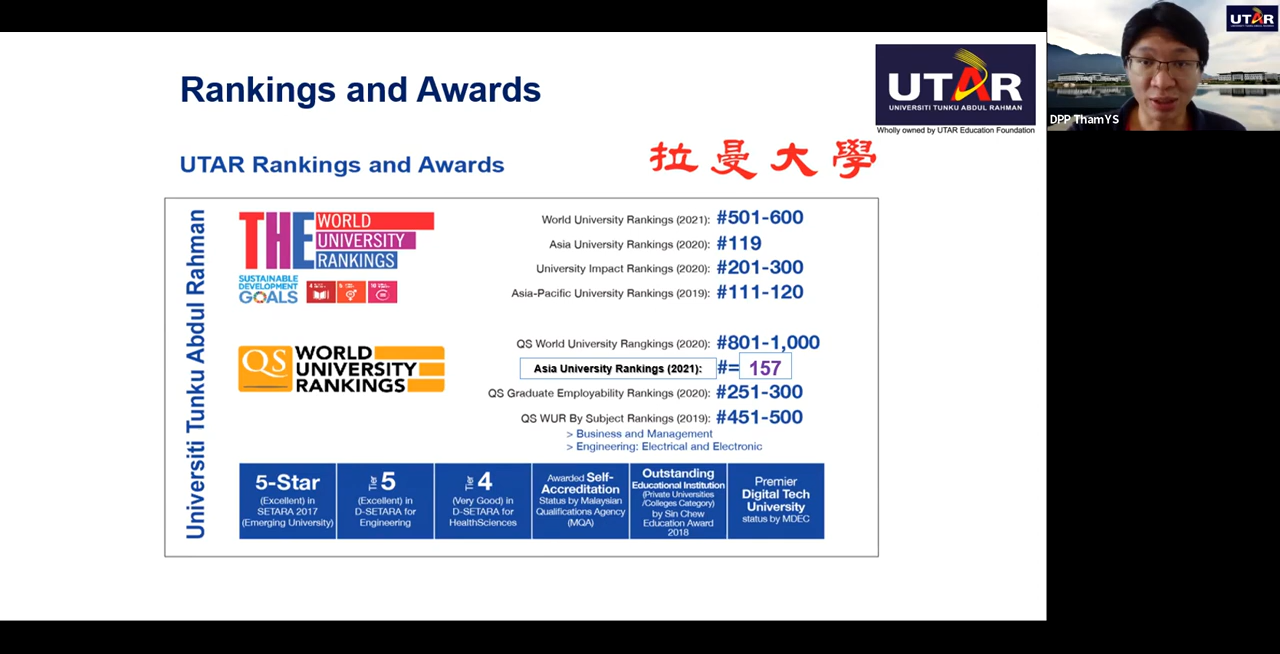 Rankings and Awards
UTAR
UNIVERSITI TUNKU ABDUL RAHMAN
Wholly owned by UTAR Education Foundation
UTAR
DPP ThamYS
UTAR Rankings and Awards
拉曼大學
Universiti Tunku Abdul Rahman
THE WORLD
UNIVERSITY
RANKINGS
SUSTAINABLE
DEVELOPMENT
GOALS
World University Rankings (2021): #501-600
Asia University Rankings (2020): #119
University Impact Rankings (2020): #201-300
Asia-Pacific University Rankings (2019): #111-120
QS WORLD
UNIVERSITY
RANKINGS
QS World University Rangkings (2020): #801-1,000
Asia University Rankings (2021): #= 157
QS Graduate Employability Rankings (2020): #251-300
QS WUR By Subject Rankings (2019): #451-500
> Business and Management
> Engineering: Electrical and Electronic
5-Star
(Excellent) in
SETARA 2017
(Emerging University)
Tier 5
(Excellent) in
D-SETARA for
Engineering
Tier 4
(Very Good) in
D-SETARA for
HealthSciences
Awarded Self-
Accreditation
Status by Malaysian
Qualifications Agency
(MQA)
Outstanding
Educational Institution
(Private Universities
/Colleges Category)
by Sin Chew
Education Award
2018
Premier
Digital Tech
University
status by MDEC